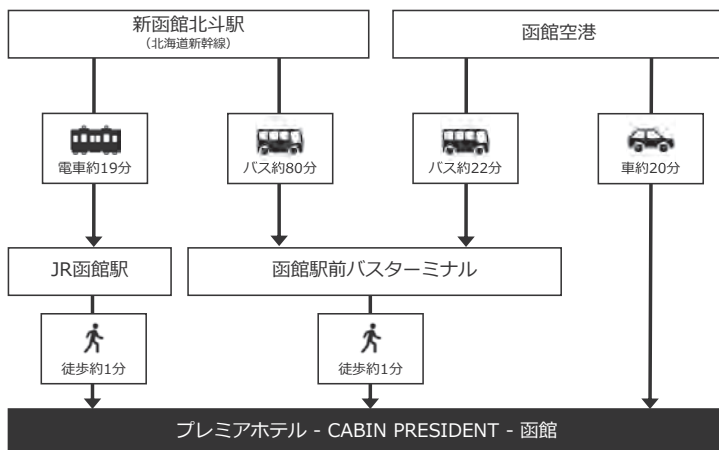 新函館北斗駅
（北海道新幹線）
函館空港
電車約19分
バス約80分
バス約22分
車約20分
JR函館駅
函館駅前バスターミナル
徒歩約1分
徒歩約1分
プレミアホテル - CABIN PRESIDENT - 函館